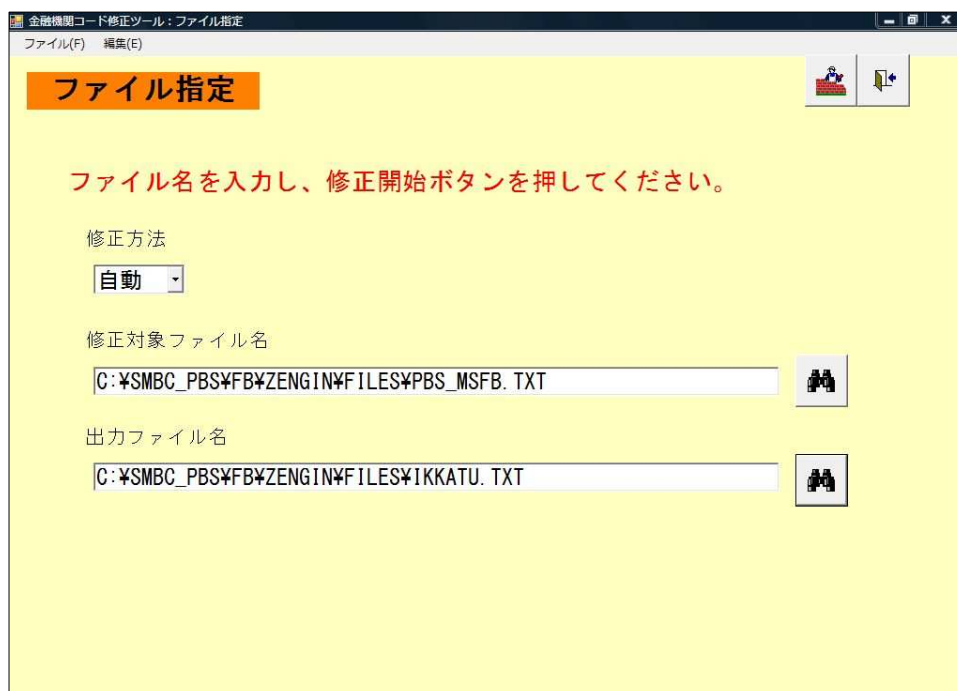 金融機関コード修正ツール：ファイル指定
ファイル(F) 編集(E)
ファイル指定
ファイル名を入力し、修正開始ボタンを押してください。
修正方法
自動
修正対象ファイル名
C:¥SMBC_PBS¥FB¥ZENGIN¥FILES¥PBS_MSFB.TXT
出力ファイル名
C:¥SMBC_PBS¥FB¥ZENGIN¥FILES¥IKKATU.TXT